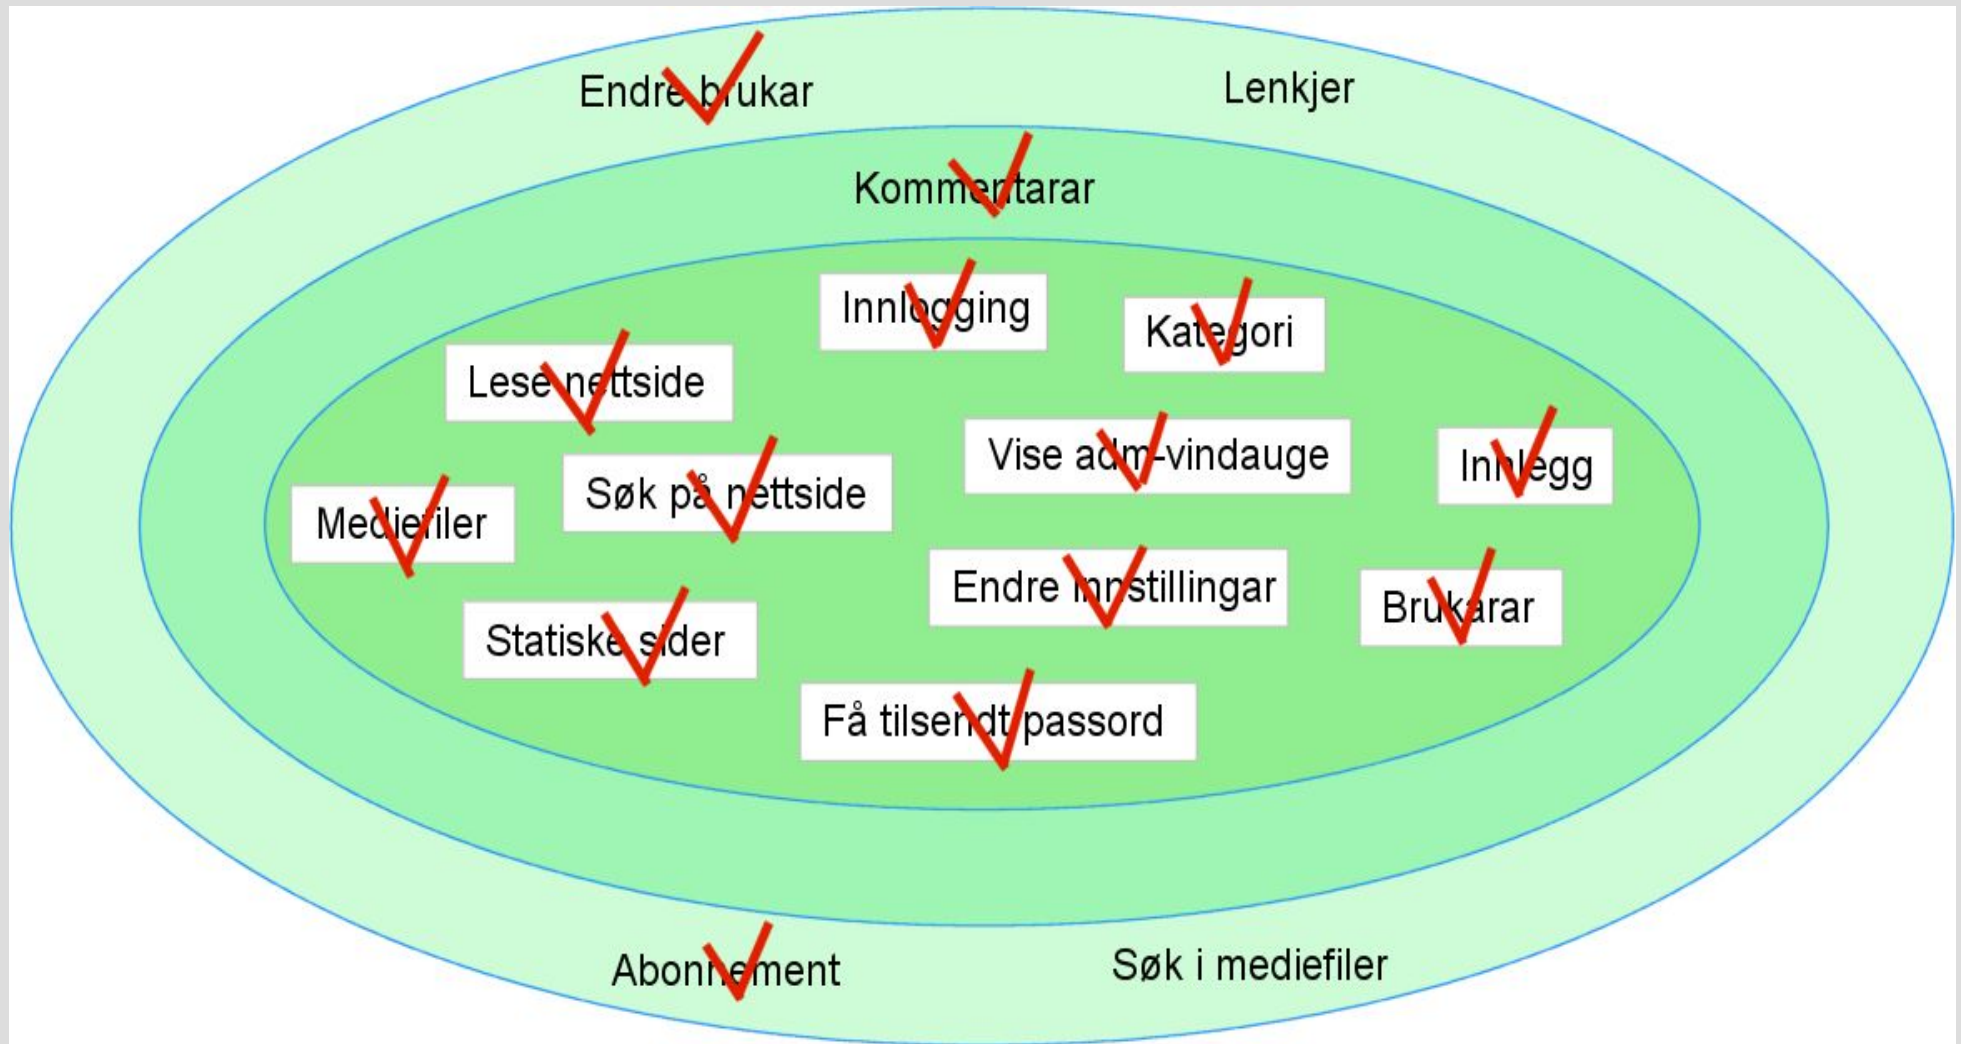 Endre brukar
Lenkjer
Kommentarar
Innlogging
Kategori
Lese nettside
Vise adm-vindauge
Innlegg
Søk på nettside
Mediefiler
Endre innstillingar
Brukarar
Statiske sider
Få tilsendt passord
Abonnement
Søk i mediefiler